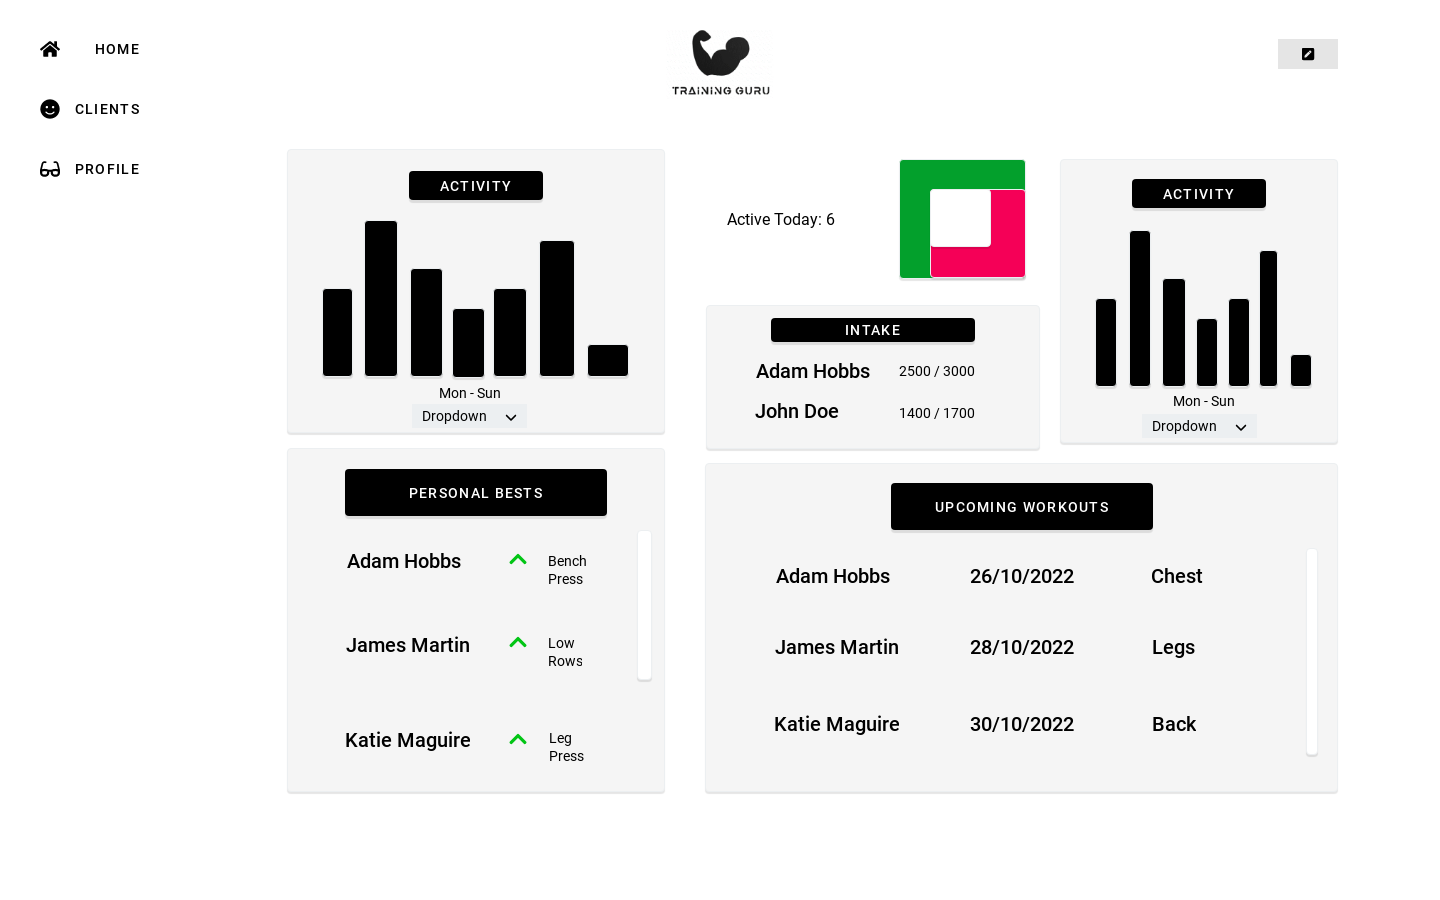 HOME
CLIENTS
PROFILE
TRAINING GURU
ACTIVITY
Mon - Sun
Dropdown
Active Today: 6
INTAKE
Adam Hobbs 2500 / 3000
John Doe 1400 / 1700
ACTIVITY
Mon - Sun
Dropdown
PERSONAL BESTS
Adam Hobbs Bench
Press
James Martin Low
Rows
Katie Maguire Leg
Press
UPCOMING WORKOUTS
Adam Hobbs 26/10/2022 Chest
James Martin 28/10/2022 Legs
Katie Maguire 30/10/2022 Back